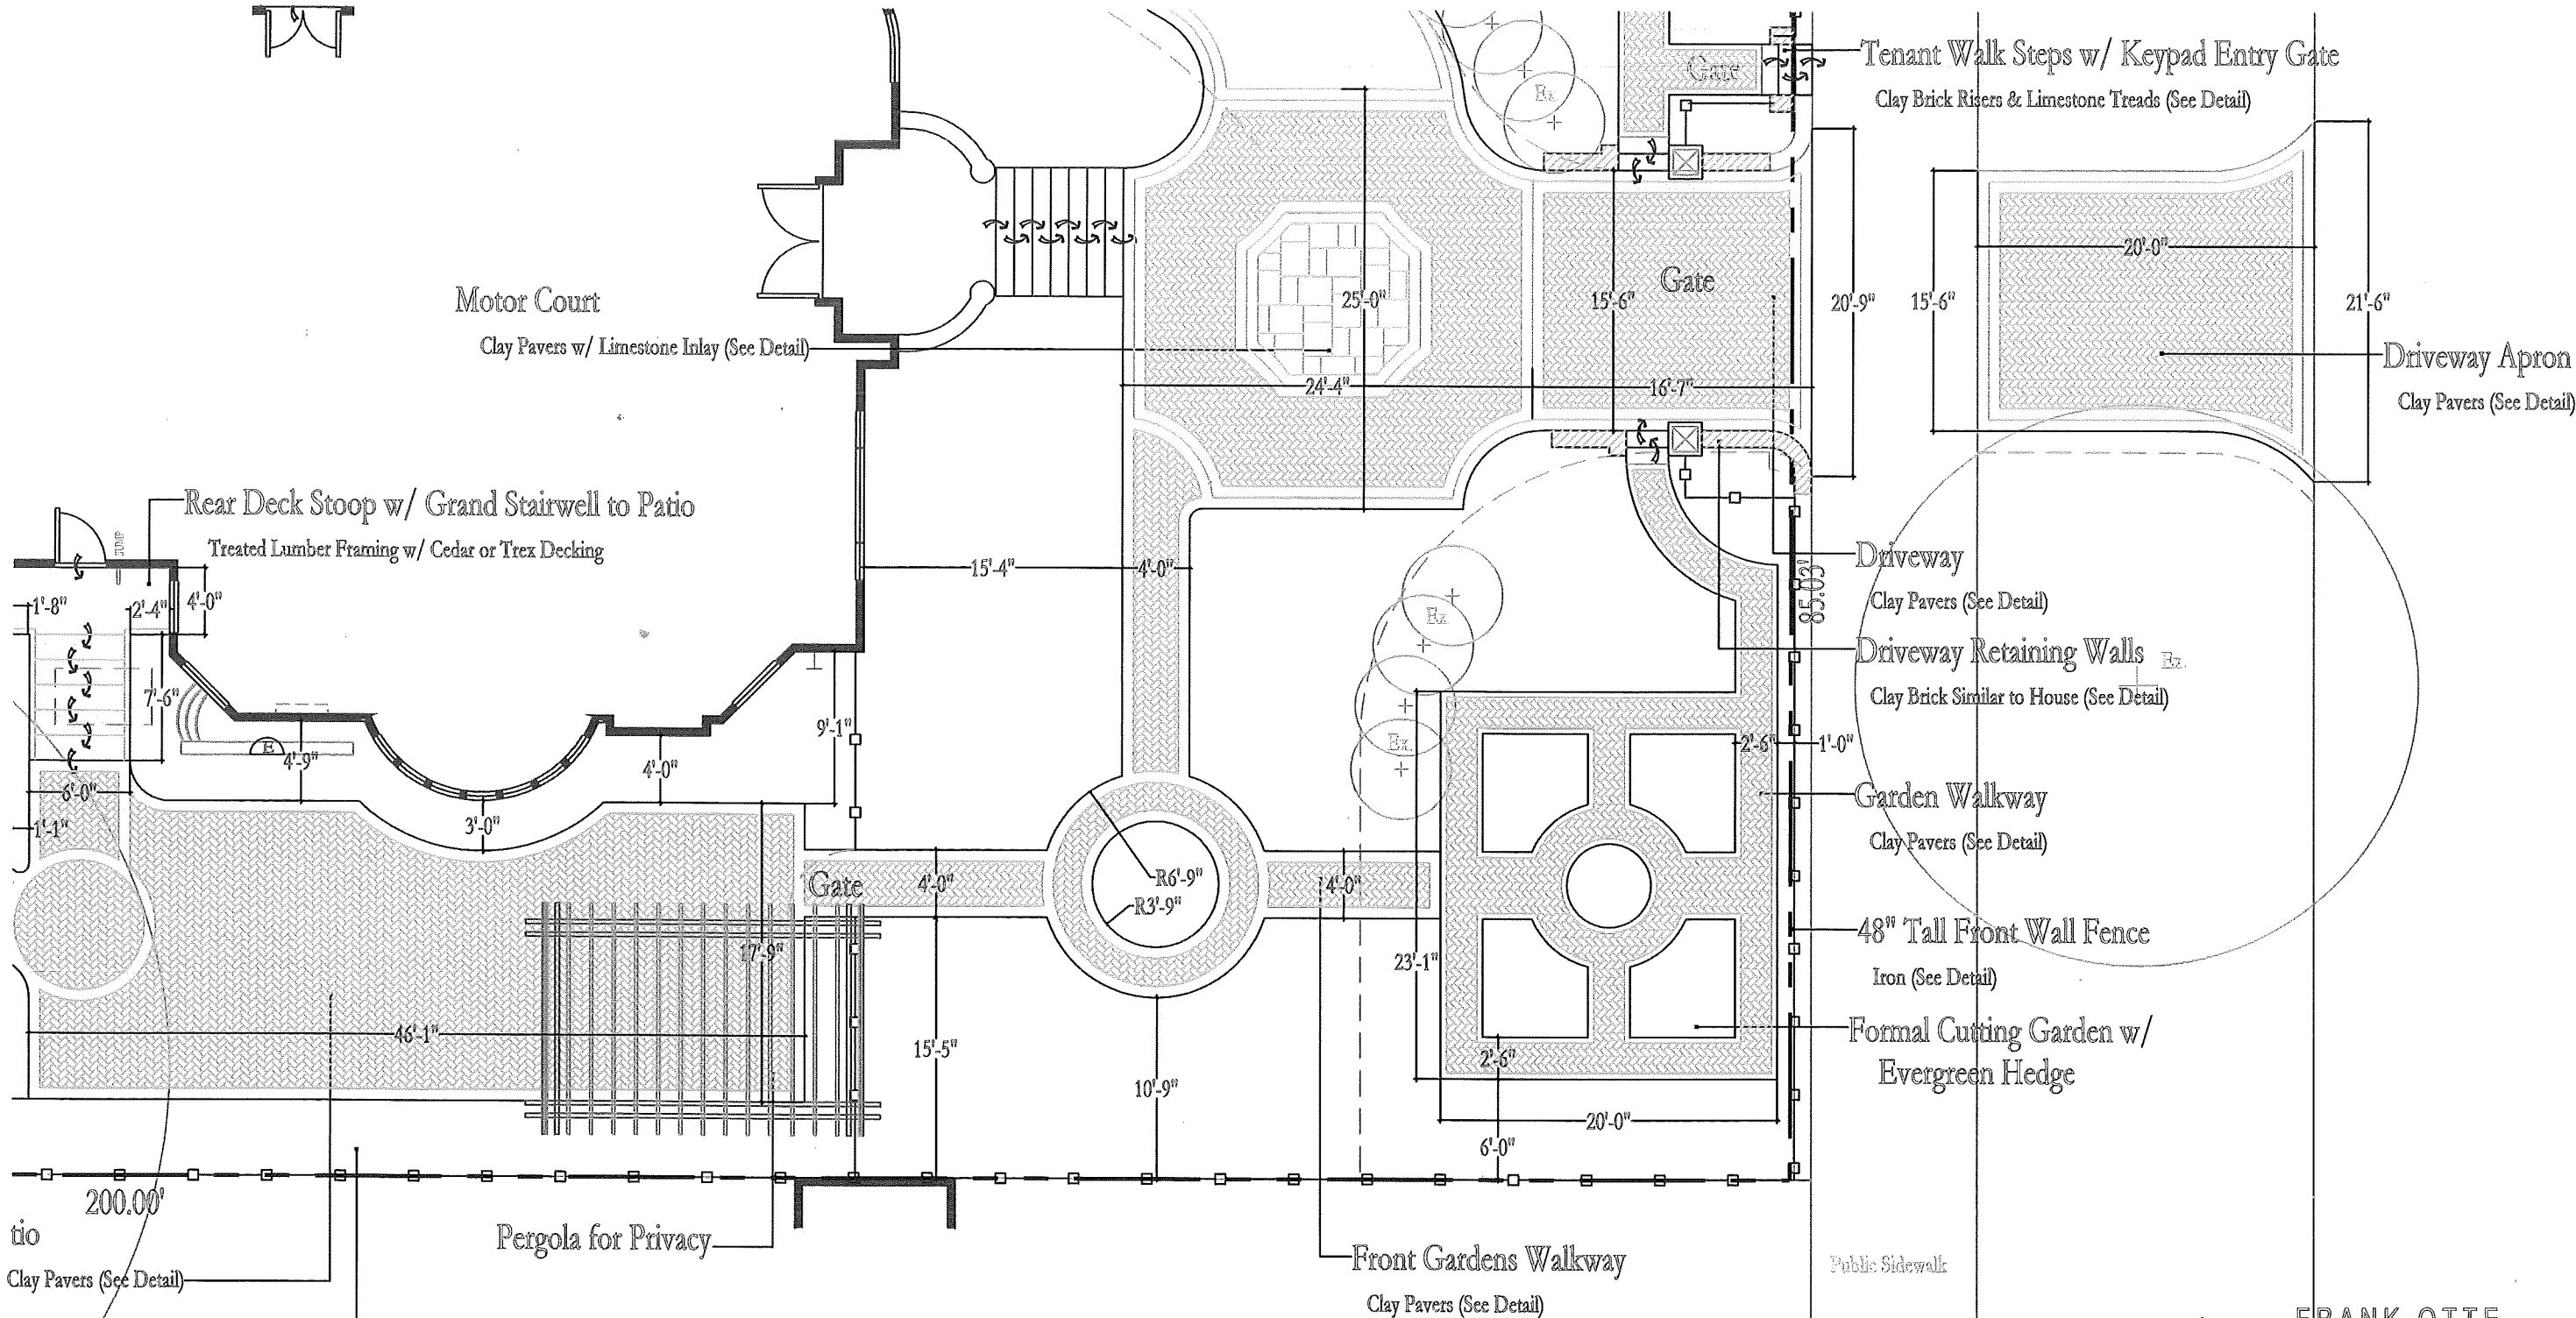 Tenant Walk Steps w/ Keypad Entry Gate
Clay Brick Risers & Limestone Treads (See Detail)
Gate
Ex.
20'-0"
15'-6"
21'-6"
20'-9"
Gate
15'-6"
25'-0"
24'-4"
16'-7"
Motor Court
Clay Pavers w/ Limestone Inlay (See Detail)
Driveway Apron
Clay Pavers (See Detail)
Rear Deck Stoop w/ Grand Stairwell to Patio
Treated Lumber Framing w/ Cedar or Trex Decking
1'-8"
2'-4"
4'-0"
7'-6"
15'-4"
4'-0"
Driveway
Clay Pavers (See Detail)
85.03'
Driveway Retaining Walls
Clay Brick Similar to House (See Detail)
Ex.
Ex.
Ex.
9'-1"
E
4'-9"
4'-0"
2'-6"
1'-0"
6'-0"
1'-1"
3'-0"
Garden Walkway
Clay Pavers (See Detail)
Gate
4'-0"
R6'-9"
R3'-9"
4'-0"
17'-9"
23'-1"
48" Tall Front Wall Fence
Iron (See Detail)
46'-1"
15'-5"
10'-9"
2'-6"
Formal Cutting Garden w/
Evergreen Hedge
20'-0"
6'-0"
200.00'
tio
Clay Pavers (See Detail)
Pergola for Privacy
Front Gardens Walkway
Clay Pavers (See Detail)
Public Sidewalk
FRANK OTTE